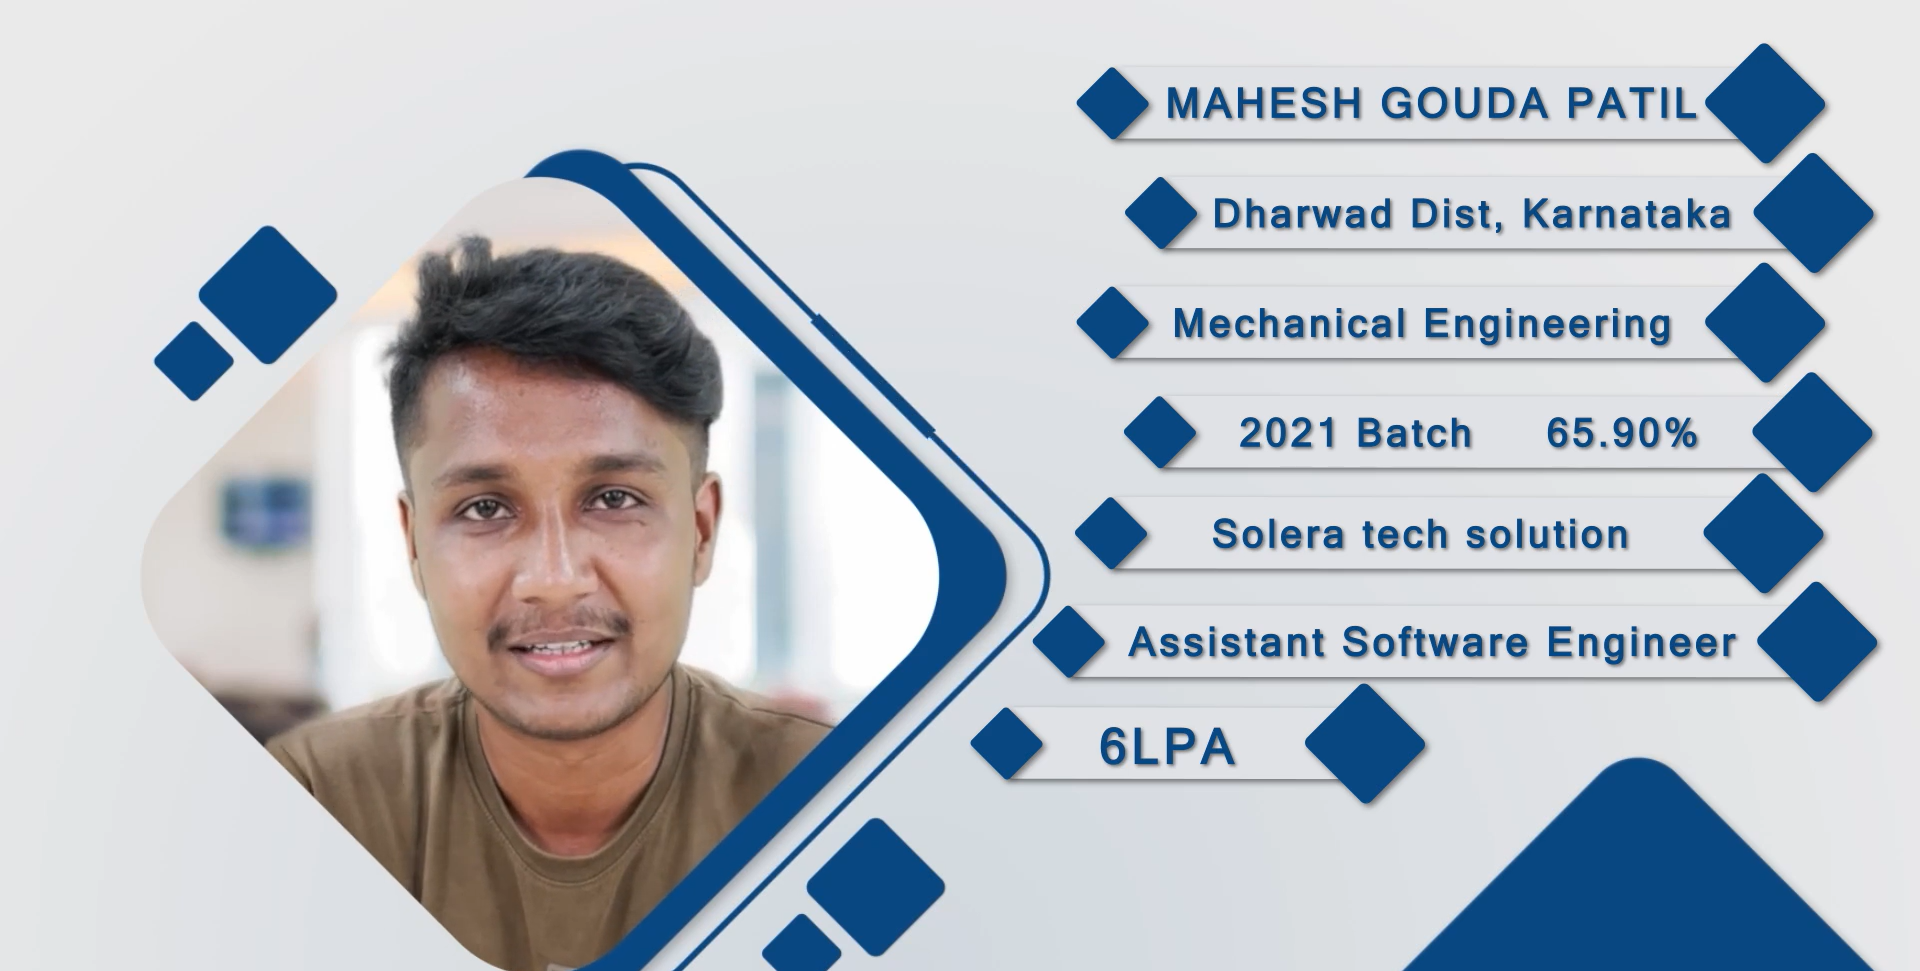 MAHESH GOUDA PATIL
Dharwad Dist, Karnataka
Mechanical Engineering
2021 Batch 65.90%
Solera tech solution
Assistant Software Engineer
6LPA